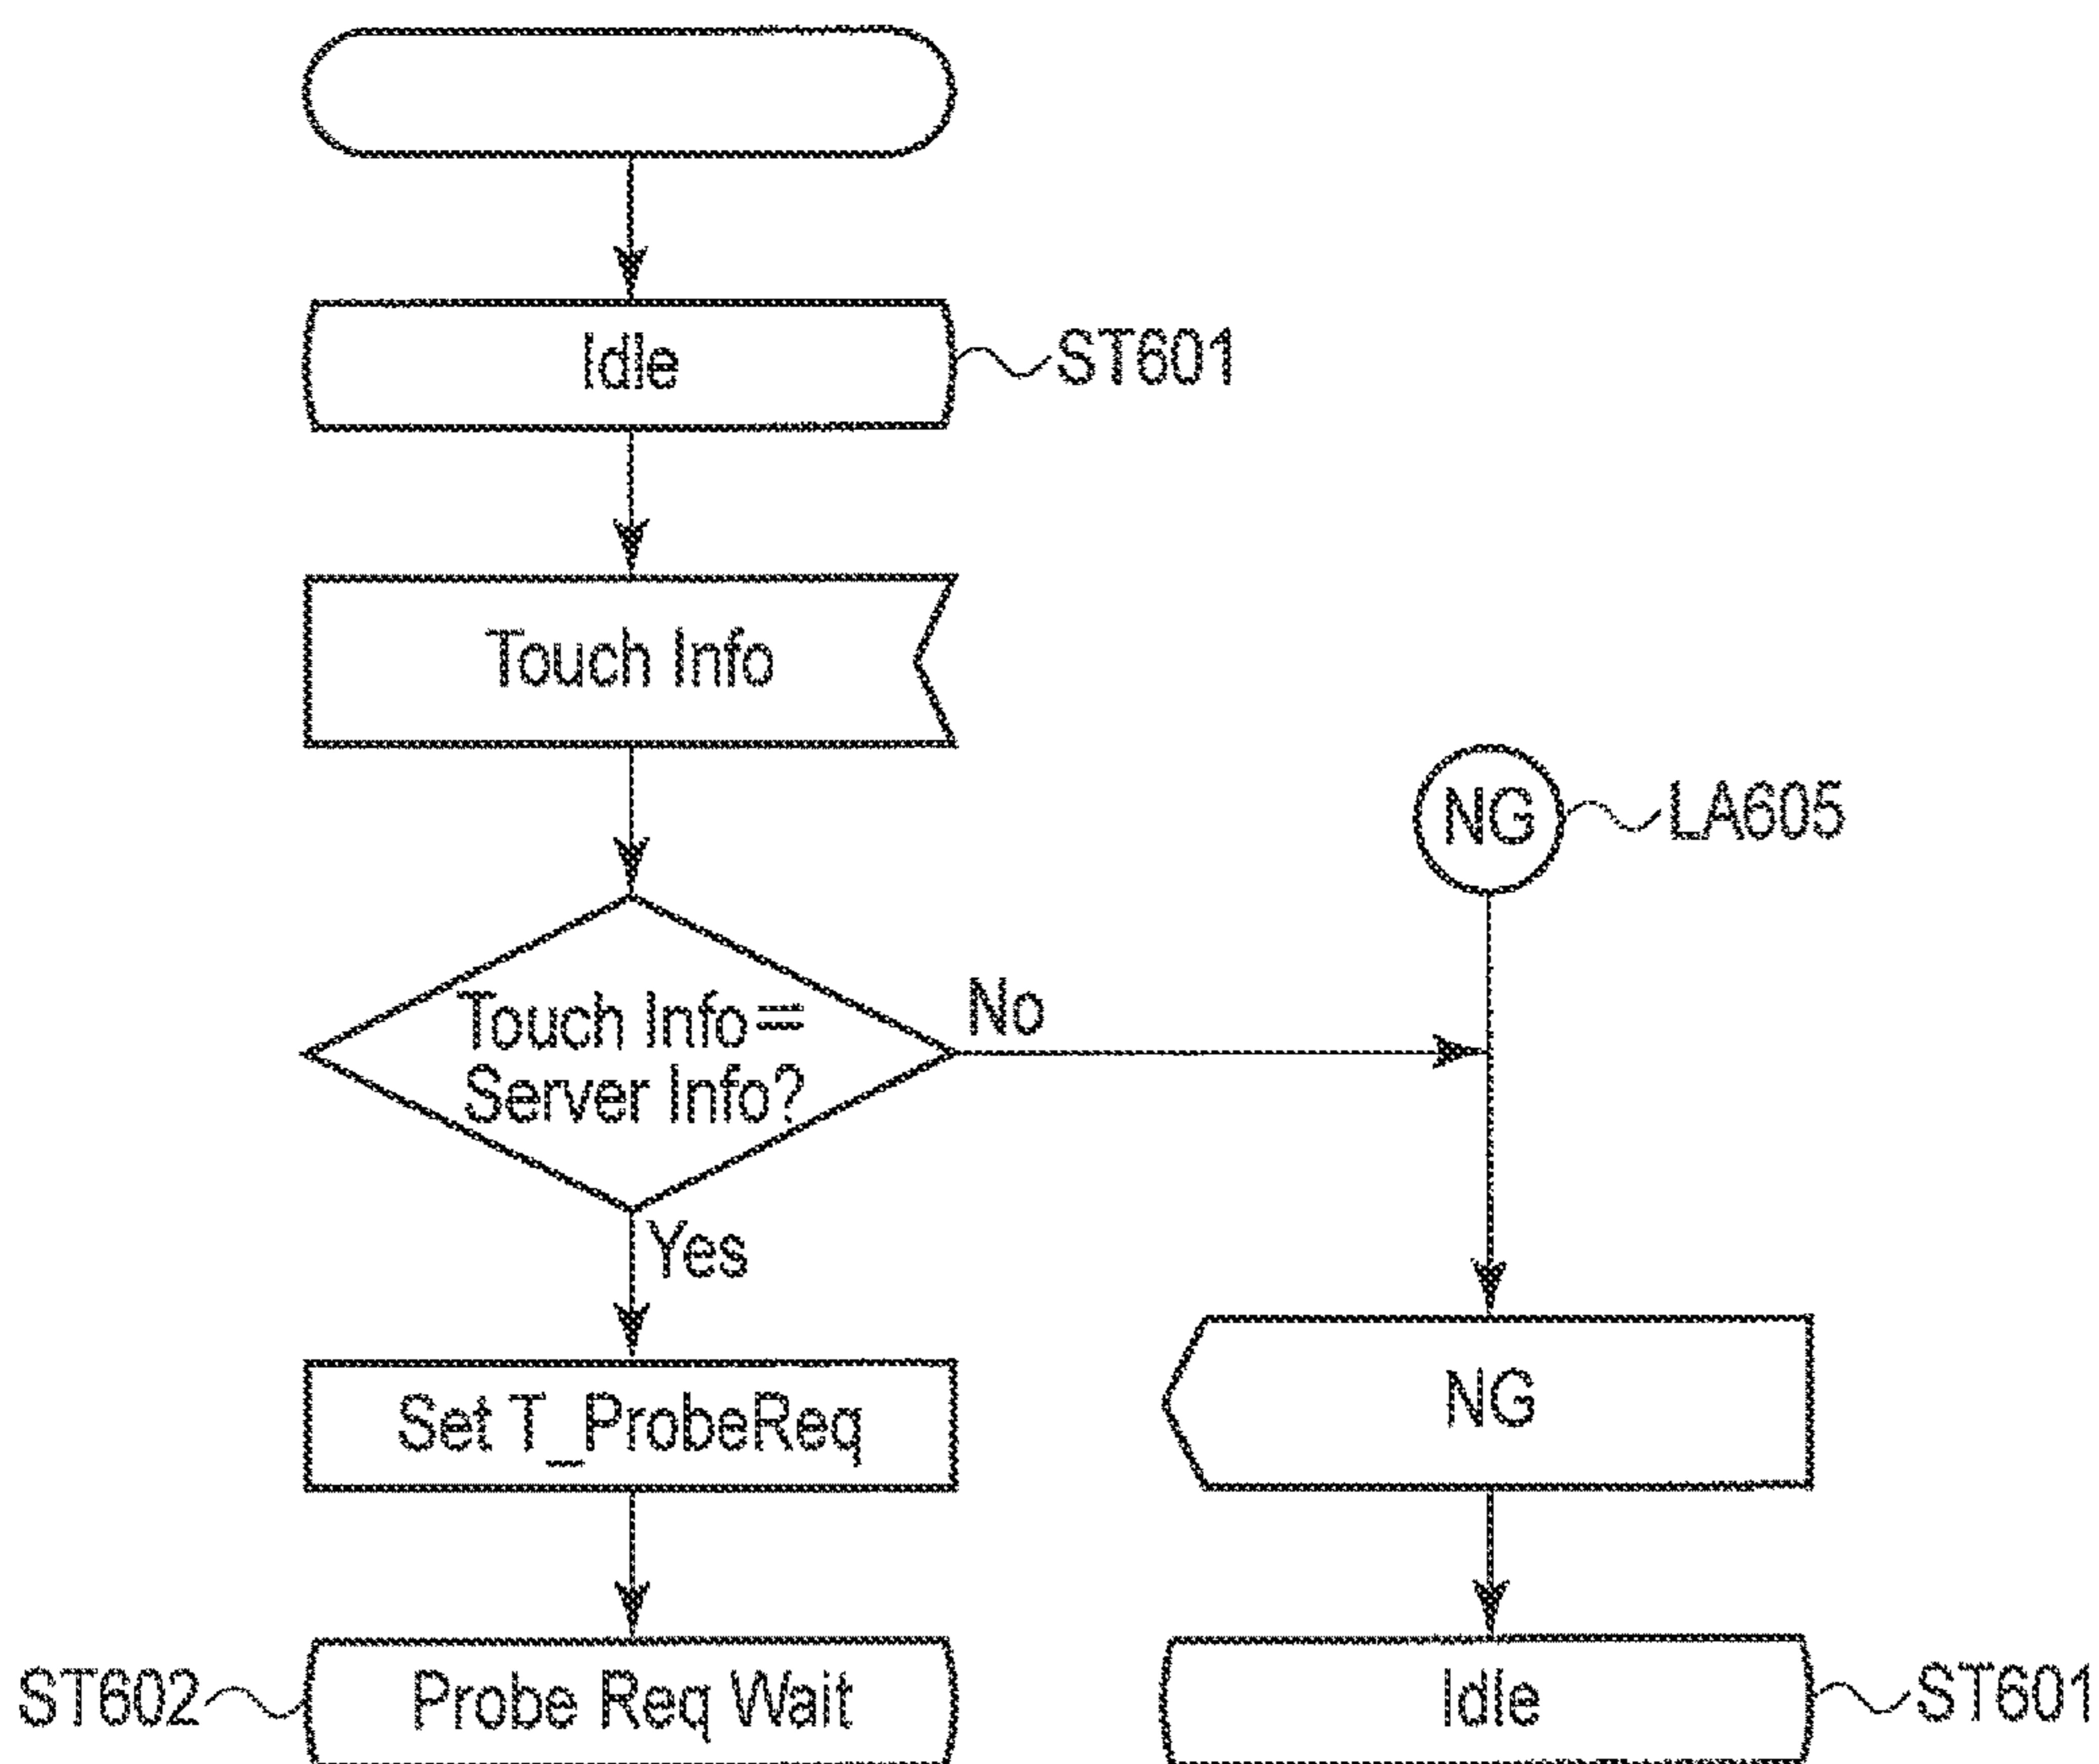 Idle
ST601
Touch Info
NG
LA605
Touch Info=
Server Info?
No
Yes
Set T_ProbeReq
NG
ST602
Probe Req Wait
Idle
ST601